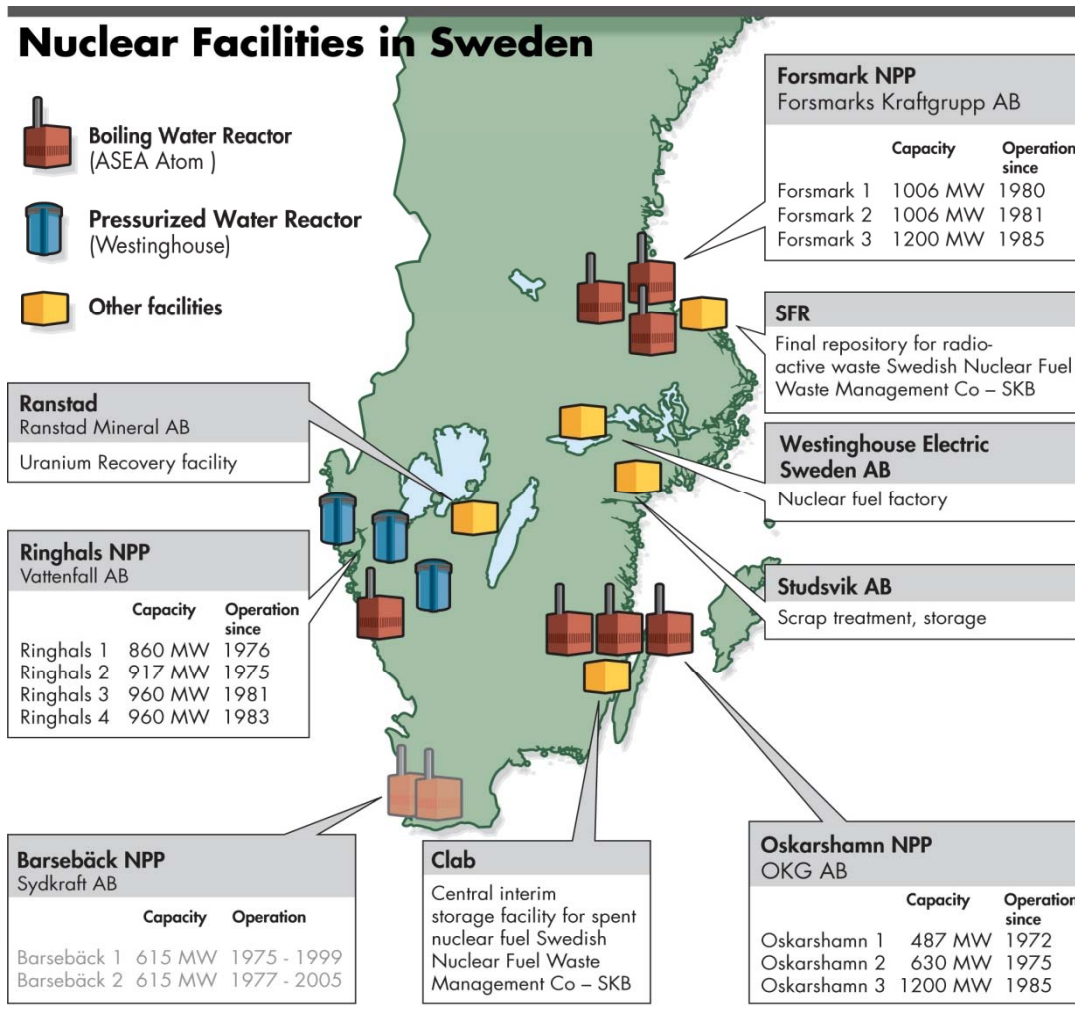 Nuclear Facilities in Sweden
Boiling Water Reactor
(ASEA Atom )
Pressurized Water Reactor
(Westinghouse)
Other facilities
Forsmark NPP
Forsmarks Kraftgrupp AB
Capacity Operation
since
Forsmark 1 1006 MW 1980
Forsmark 2 1006 MW 1981
Forsmark 3 1200 MW 1985
SFR
Final repository for radio-
active waste Swedish Nuclear Fuel
Waste Management Co – SKB
Ranstad
Ranstad Mineral AB
Uranium Recovery facility
Westinghouse Electric
Sweden AB
Nuclear fuel factory
Ringhals NPP
Vattenfall AB
Capacity Operation
since
Ringhals 1 860 MW 1976
Ringhals 2 917 MW 1975
Ringhals 3 960 MW 1981
Ringhals 4 960 MW 1983
Studsvik AB
Scrap treatment, storage
Barsebäck NPP
Sydkraft AB
Capacity Operation
Barsebäck 1 615 MW 1975 - 1999
Barsebäck 2 615 MW 1977 - 2005
Clab
Central interim
storage facility for spent
nuclear fuel Swedish
Nuclear Fuel Waste
Management Co – SKB
Oskarshamn NPP
OKG AB
Capacity Operation
since
Oskarshamn 1 487 MW 1972
Oskarshamn 2 630 MW 1975
Oskarshamn 3 1200 MW 1985